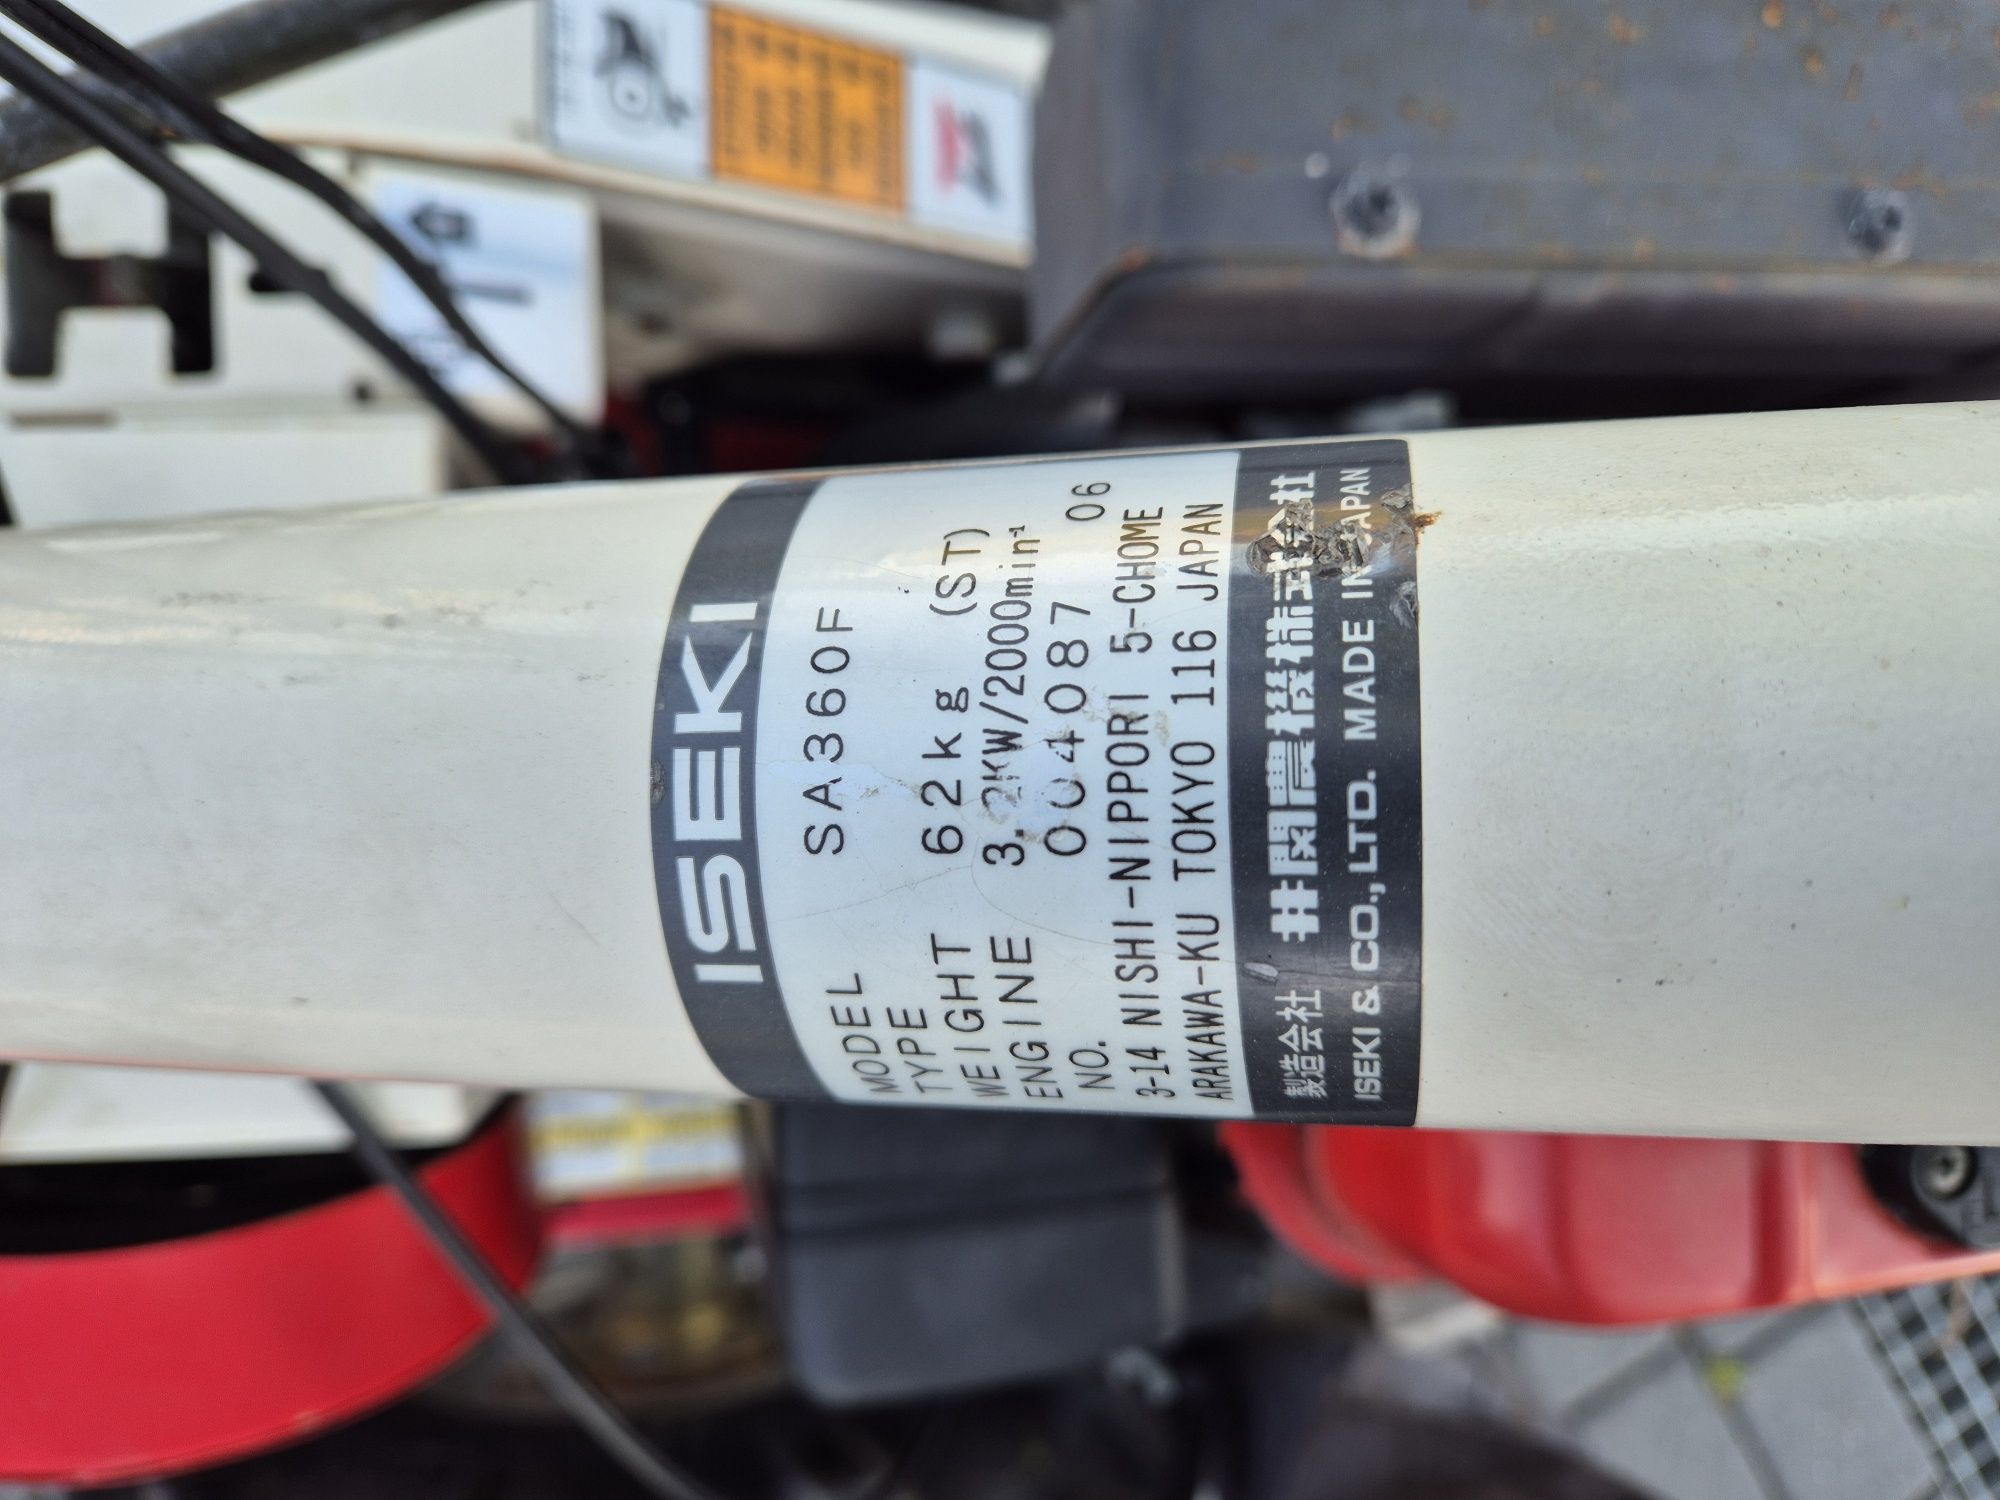 ISEKI
MODEL SA360F
TYPE
WEIGHT 62kg (ST)
ENGINE 3.2KW/2000min⁻¹
NO. 004087 06
3-14 NISHI-NIPPORI 5-CHOME
ARAKAWA-KU TOKYO 116 JAPAN
製造会社 井関農機株式会社
ISEKI & CO., LTD. MADE IN JAPAN